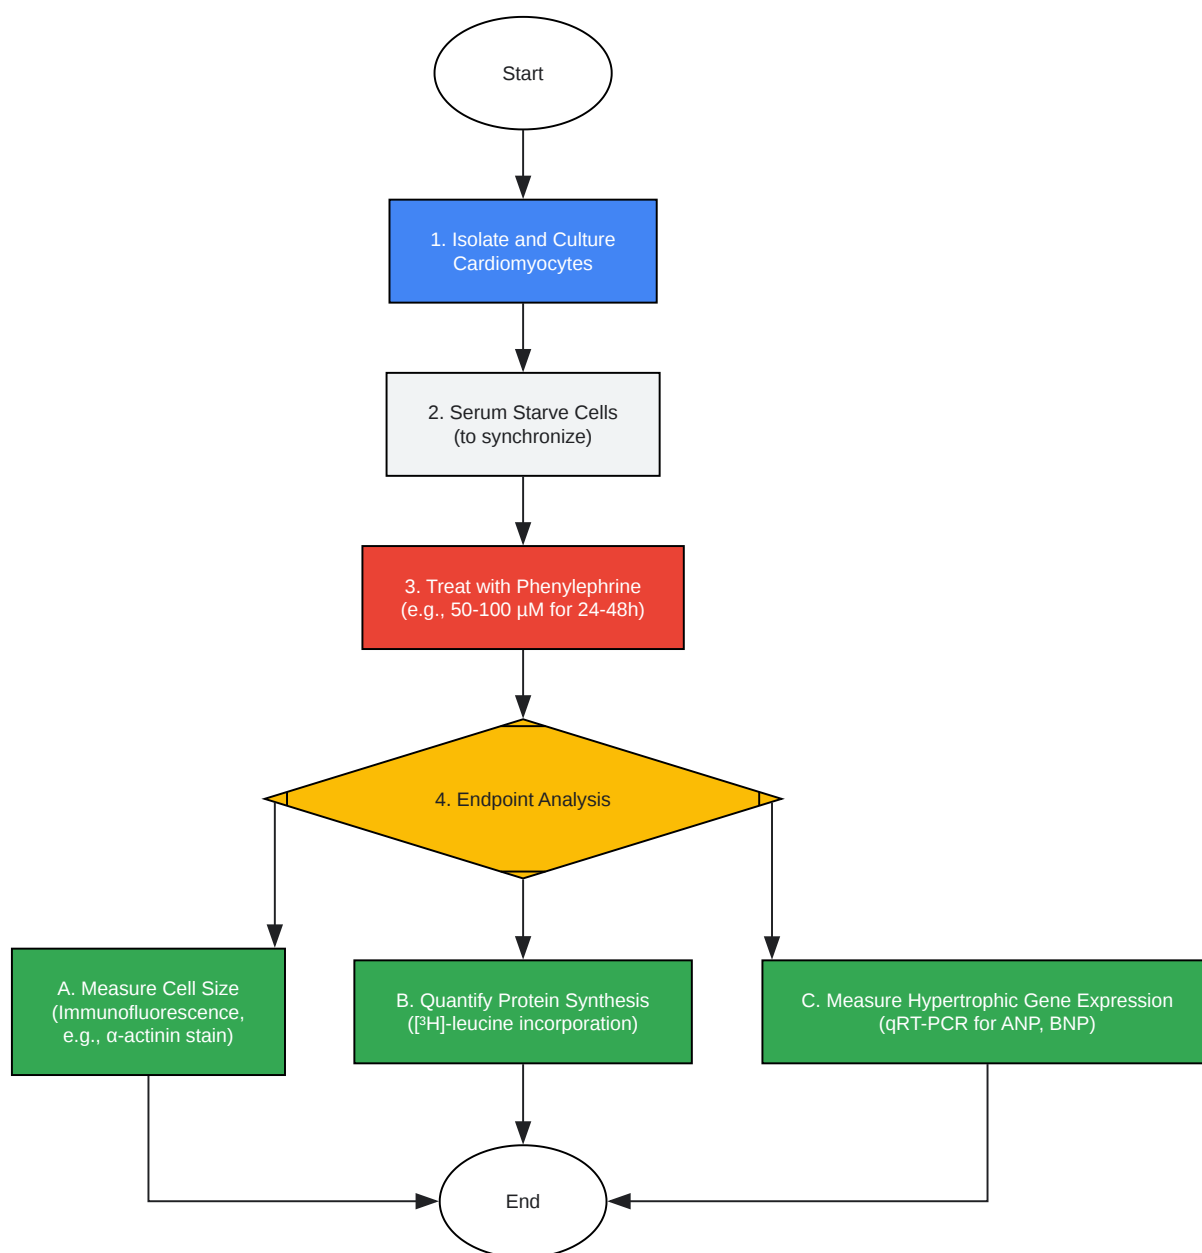 Start
1. Isolate and Culture
Cardiomyocytes
2. Serum Starve Cells
(to synchronize)
3. Treat with Phenylephrine
(e.g., 50-100 µM for 24-48h)
4. Endpoint Analysis
A. Measure Cell Size
(Immunofluorescence,
e.g., α-actinin stain)
B. Quantify Protein Synthesis
([³H]-leucine incorporation)
C. Measure Hypertrophic Gene Expression
(qRT-PCR for ANP, BNP)
End